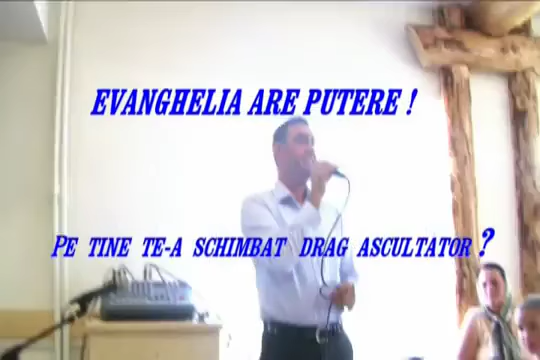 EVANGHELIA ARE PUTERE !
PE TINE TE-A SCHIMBAT DRAG ASCULTATOR ?